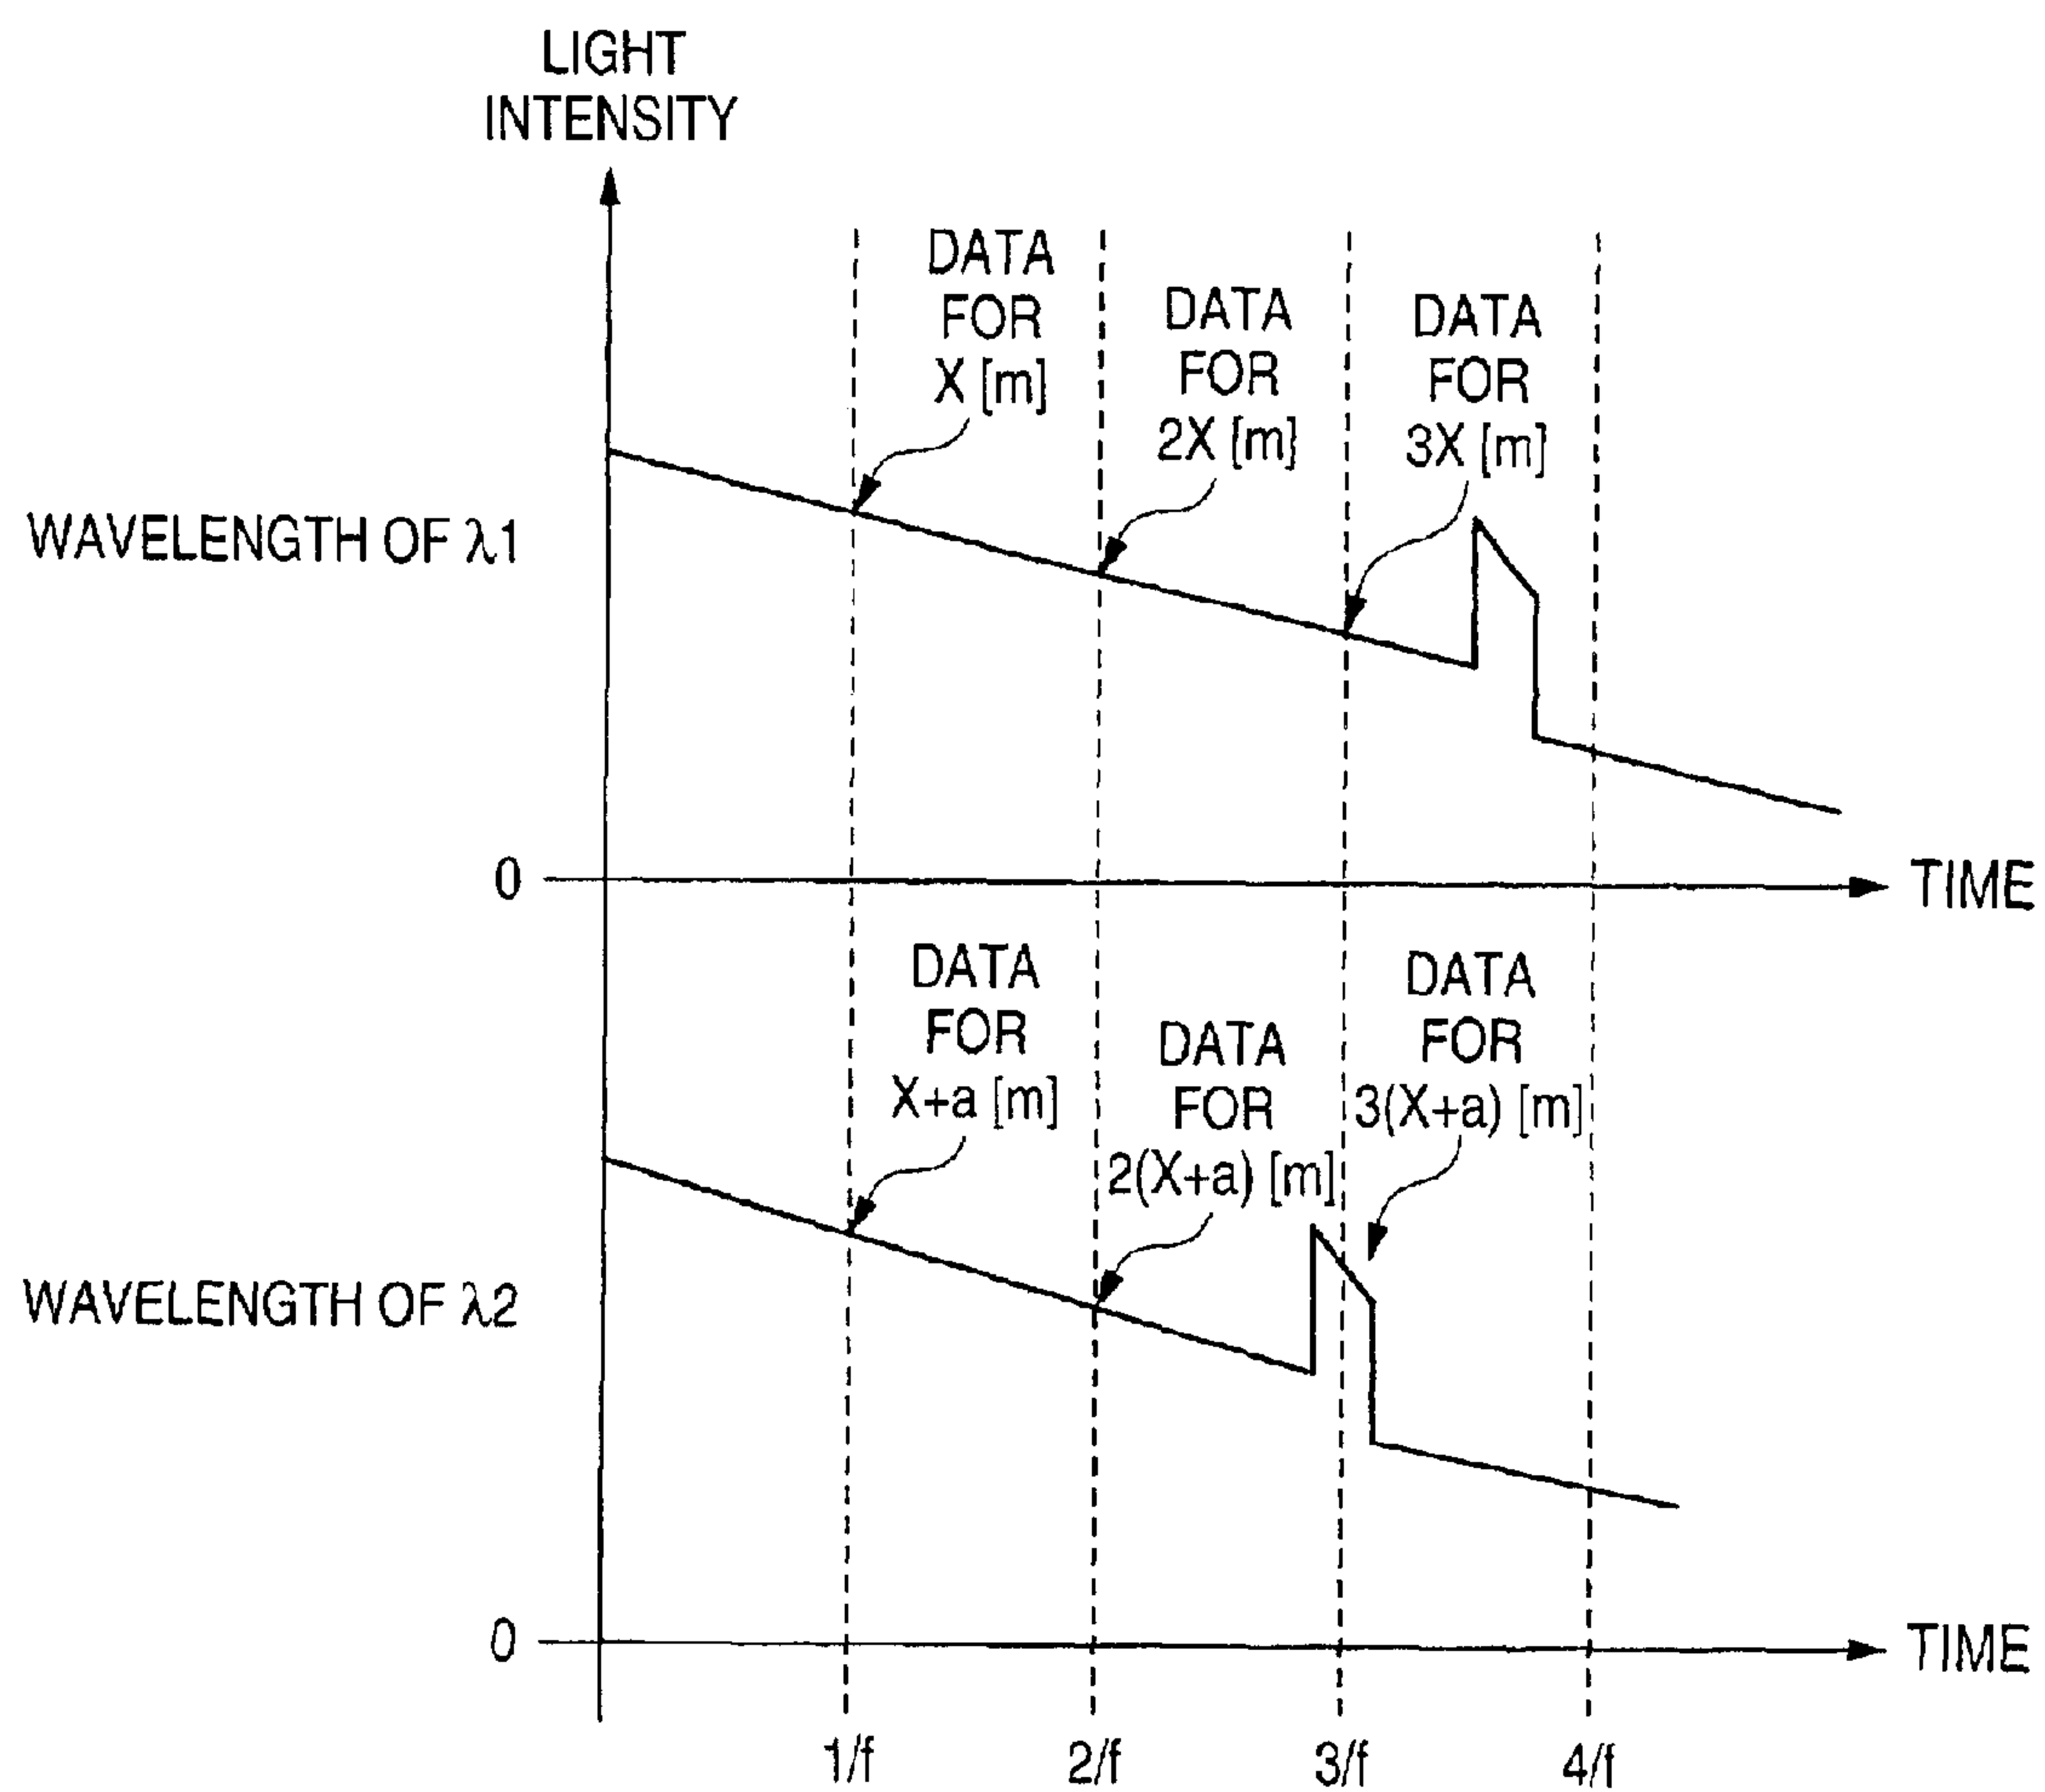 LIGHT
INTENSITY
DATA
FOR
X [m]
DATA
FOR
2X [m]
DATA
FOR
3X [m]
WAVELENGTH OF λ1
0
TIME
DATA
FOR
X+a [m]
DATA
FOR
2(X+a) [m]
DATA
FOR
3(X+a) [m]
WAVELENGTH OF λ2
0
TIME
1/f
2/f
3/f
4/f